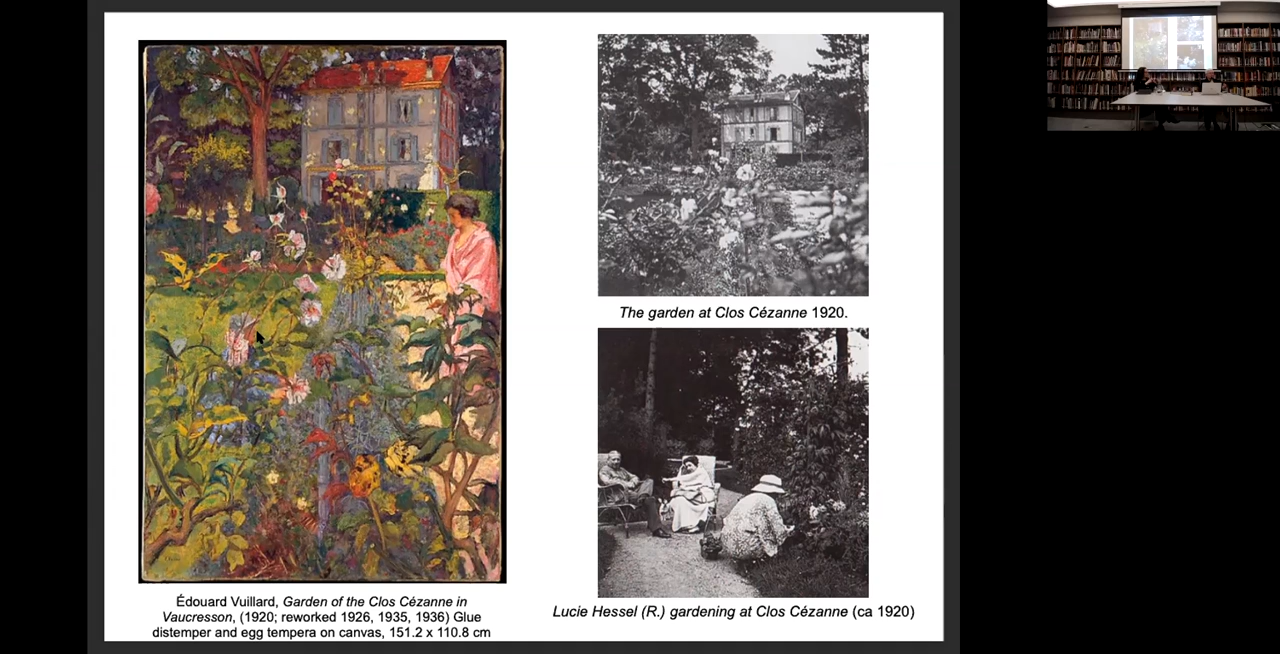 Édouard Vuillard, Garden of the Clos Cézanne in
Vaucresson, (1920; reworked 1926, 1935, 1936) Glue
distemper and egg tempera on canvas, 151.2 x 110.8 cm
The garden at Clos Cézanne 1920.
Lucie Hessel (R.) gardening at Clos Cézanne (ca 1920)